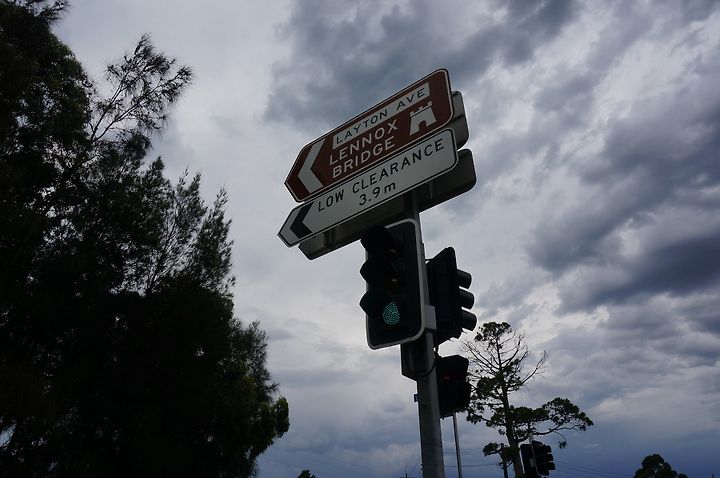 LAYTON AVE
LENNOX
BRIDGE
LOW CLEARANCE
3.9m